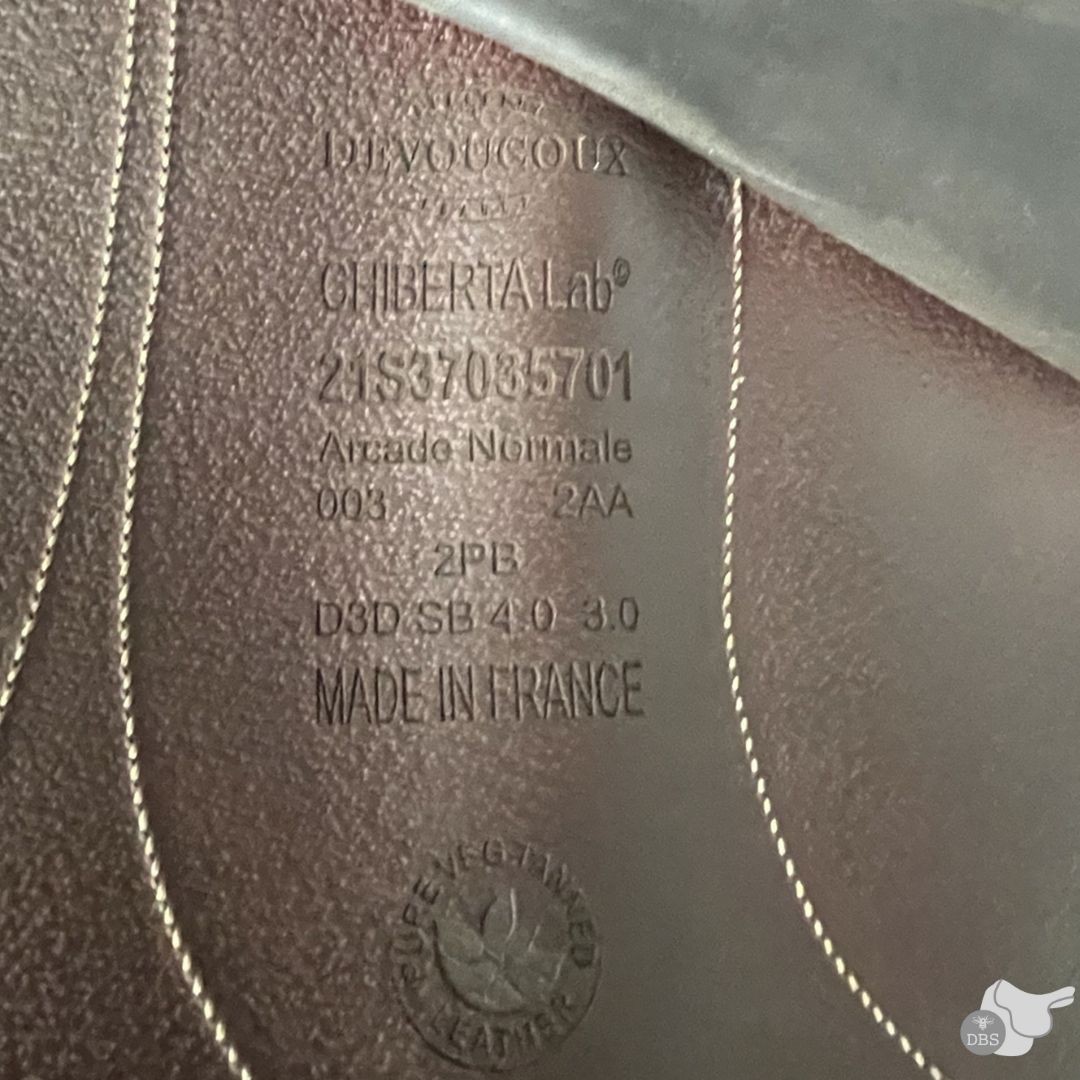 DEVOUCOUX
CHIBERTA Lab©
21S37035701
Arcade Normale
003 2AA
2PB
D3D SB 4.0 3.0
MADE IN FRANCE
VEG-TANNED
LEATHER
DBS